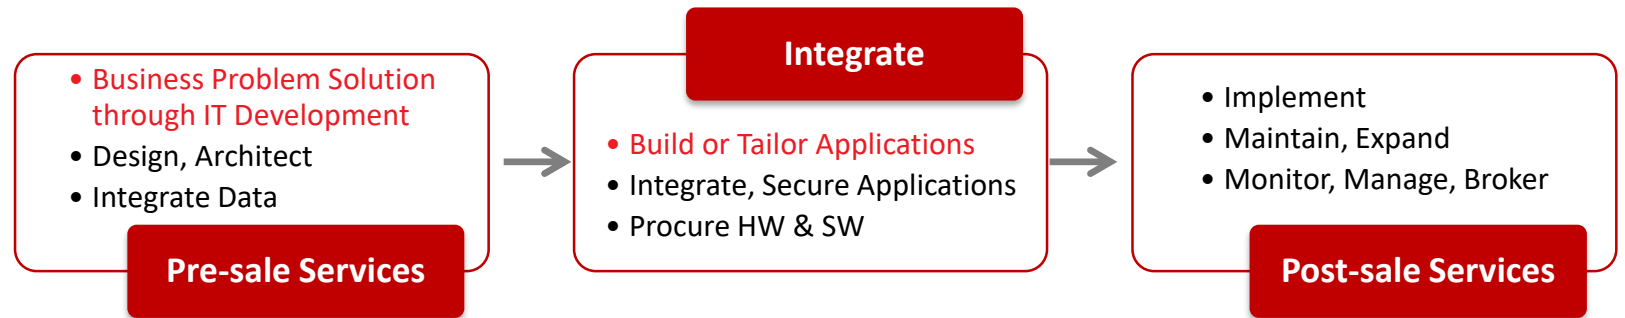 • Business Problem Solution
through IT Development
• Design, Architect
• Integrate Data
Pre-sale Services
Integrate
• Build or Tailor Applications
• Integrate, Secure Applications
• Procure HW & SW
• Implement
• Maintain, Expand
• Monitor, Manage, Broker
Post-sale Services